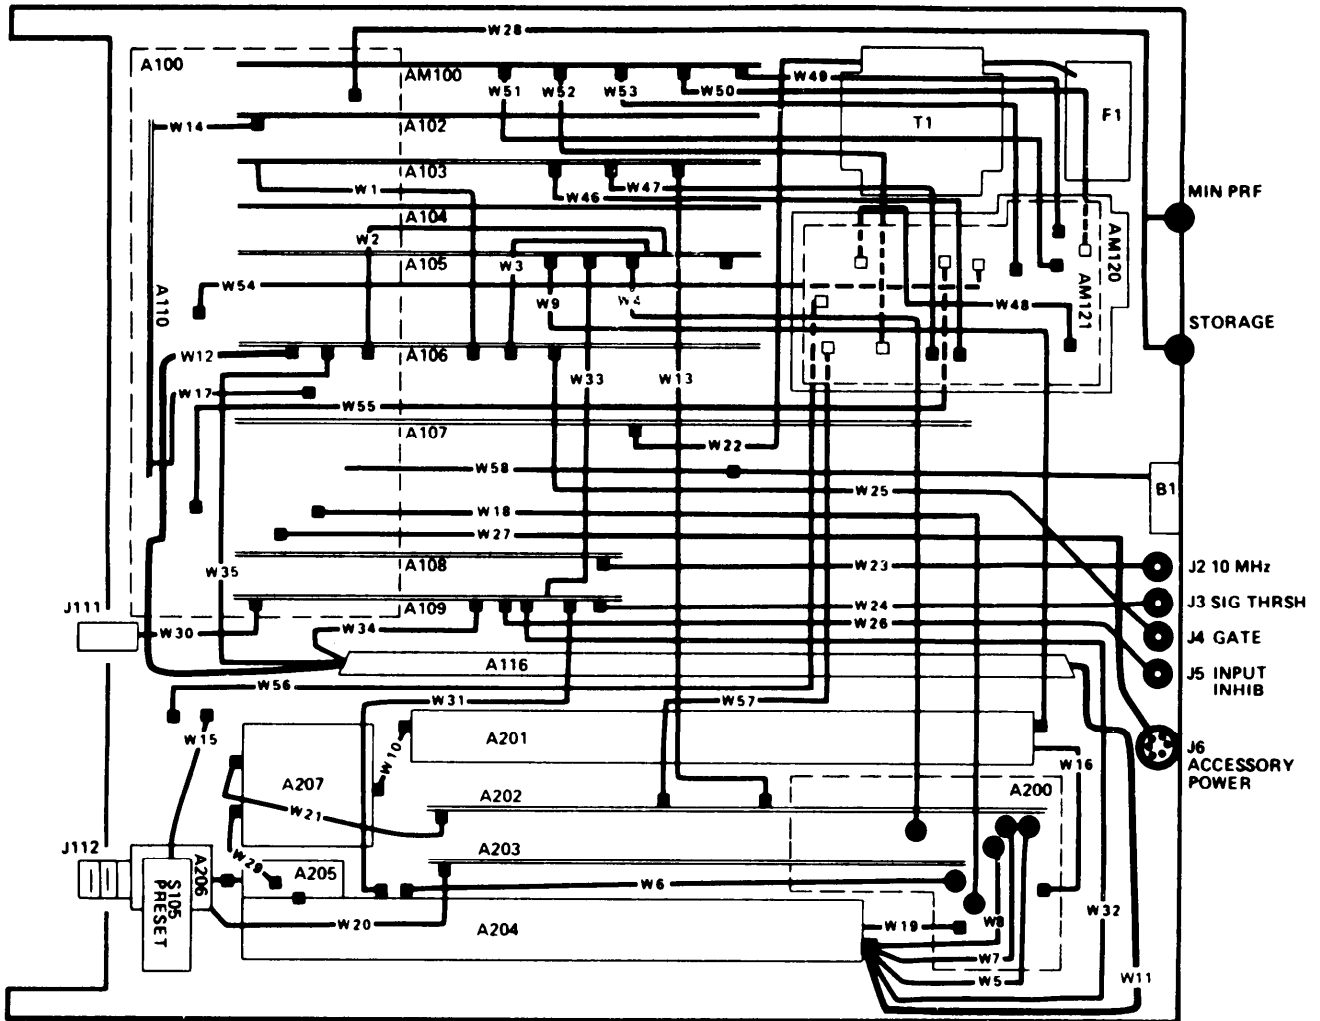 W28
A100
AM100
W49
W51
W52
W53
W50
F1
T1
W14
A102
A103
W1
W46
W47
MIN PRF
A104
W2
A105
W3
AM120
AM121
A110
W54
W9
W4
W48
STORAGE
W12
A106
W17
W33
W13
W55
A107
W22
W58
W25
B1
W18
W27
W35
A108
W23
J2 10 MHz
J111
A109
W24
J3 SIG THRSH
W30
W34
W26
J4 GATE
A116
J5 INPUT
INHIB
W56
W31
W57
W15
A201
W10
J6
ACCESSORY
POWER
W16
A207
W21
A202
A200
J112
A203
W29
A206
A205
S105
PRESET
W6
W20
A204
W19
W8
W32
W7
W5
W11